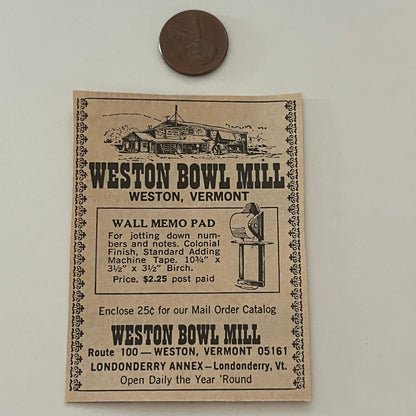 WESTON BOWL MILL
WESTON, VERMONT
WALL MEMO PAD
For jotting down num-
bers and notes. Colonial
Finish, Standard Adding
Machine Tape. 10¾" x
3½" x 3½" Birch.
Price. $2.25 post paid
Enclose 25¢ for our Mail Order Catalog
WESTON BOWL MILL
Route 100 — WESTON, VERMONT 05161
LONDONDERRY ANNEX — Londonderry, Vt.
Open Daily the Year 'Round